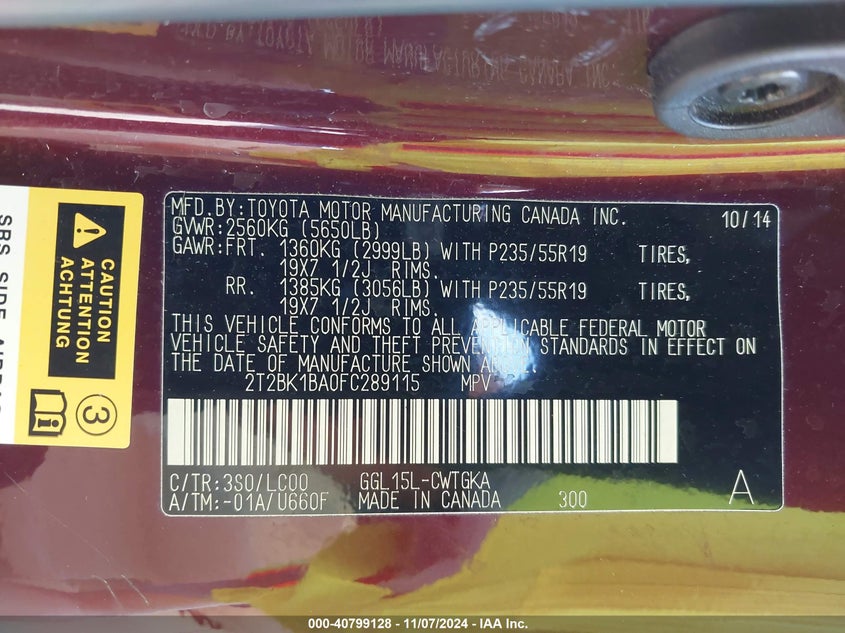 MFD.BY:TOYOTA MOTOR MANUFACTURING CANADA INC. 10/14
GVWR:2560KG (5650LB)
GAWR:FRT. 1360KG (2999LB) WITH P235/55R19 TIRES,
19X7 1/2J RIMS.
RR. 1385KG (3056LB) WITH P235/55R19 TIRES,
19X7 1/2J RIMS.
THIS VEHICLE CONFORMS TO ALL APPLICABLE FEDERAL MOTOR
VEHICLE SAFETY AND THEFT PREVENTION STANDARDS IN EFFECT ON
THE DATE OF MANUFACTURE SHOWN ABOVE.
2T2BK1BA0FC289115 MPV
C/TR:3S0/LC00 GGL15L-CWTGKA
A/TM:-01A/U660F MADE IN CANADA 300 A
CAUTION
ATTENTION
ACHTUNG
3
SRS SIDE
000-40799128 - 11/07/2024 - IAA Inc.